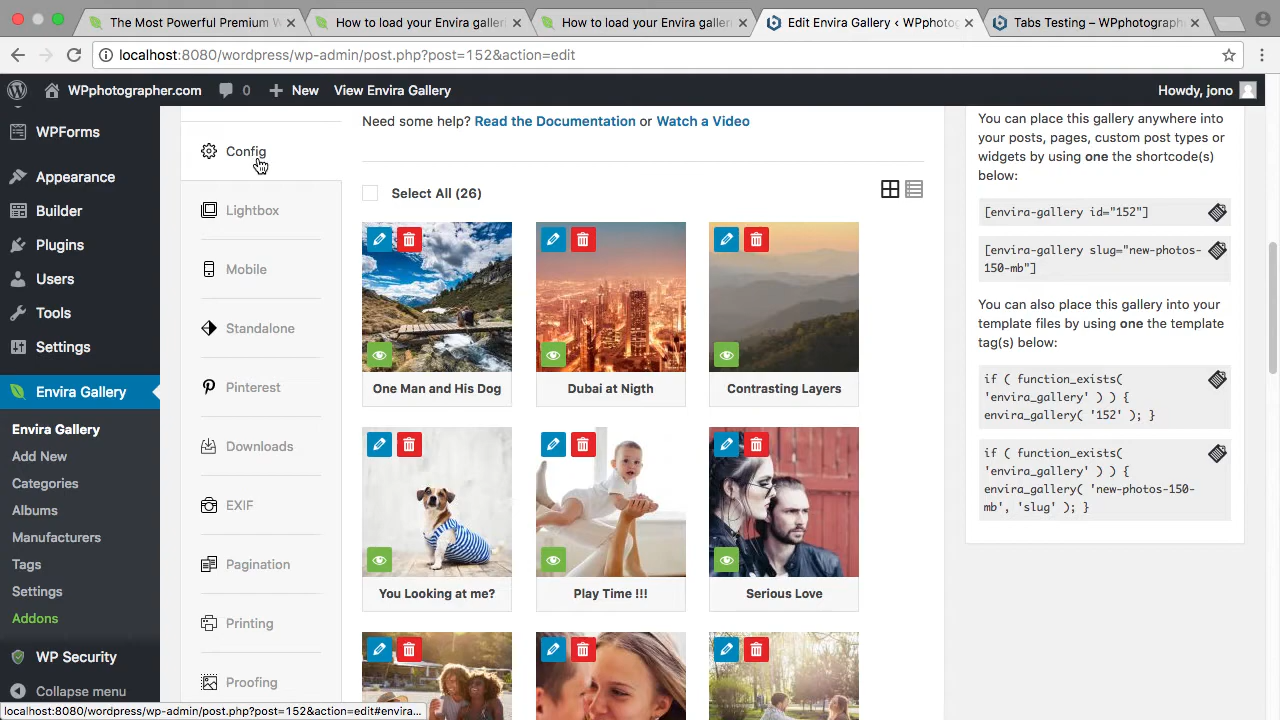 The Most Powerful Premium W
How to load your Envira galler
How to load your Envira galler
Edit Envira Gallery ‹ WPphotog
Tabs Testing – WPphotograph
localhost:8080/wordpress/wp-admin/post.php?post=152&action=edit
WPphotographer.com
0
New
View Envira Gallery
Howdy, jono
WPForms
Appearance
Builder
Plugins
Users
Tools
Settings
Envira Gallery
Envira Gallery
Add New
Categories
Albums
Manufacturers
Tags
Settings
Addons
WP Security
Collapse menu
Config
Lightbox
Mobile
Standalone
Pinterest
Downloads
EXIF
Pagination
Printing
Proofing
Need some help? Read the Documentation or Watch a Video
Select All (26)
One Man and His Dog
Dubai at Nigth
Contrasting Layers
You Looking at me?
Play Time !!!
Serious Love
You can place this gallery anywhere into
your posts, pages, custom post types or
widgets by using one the shortcode(s)
below:
[envira-gallery id="152"]
[envira-gallery slug="new-photos-
150-mb"]
You can also place this gallery into your
template files by using one the template
tag(s) below:
if ( function_exists(
'envira_gallery' ) ) {
envira_gallery( '152' ); }
if ( function_exists(
'envira_gallery' ) ) {
envira_gallery( 'new-photos-150-
mb', 'slug' ); }
localhost:8080/wordpress/wp-admin/post.php?post=152&action=edit#envira...